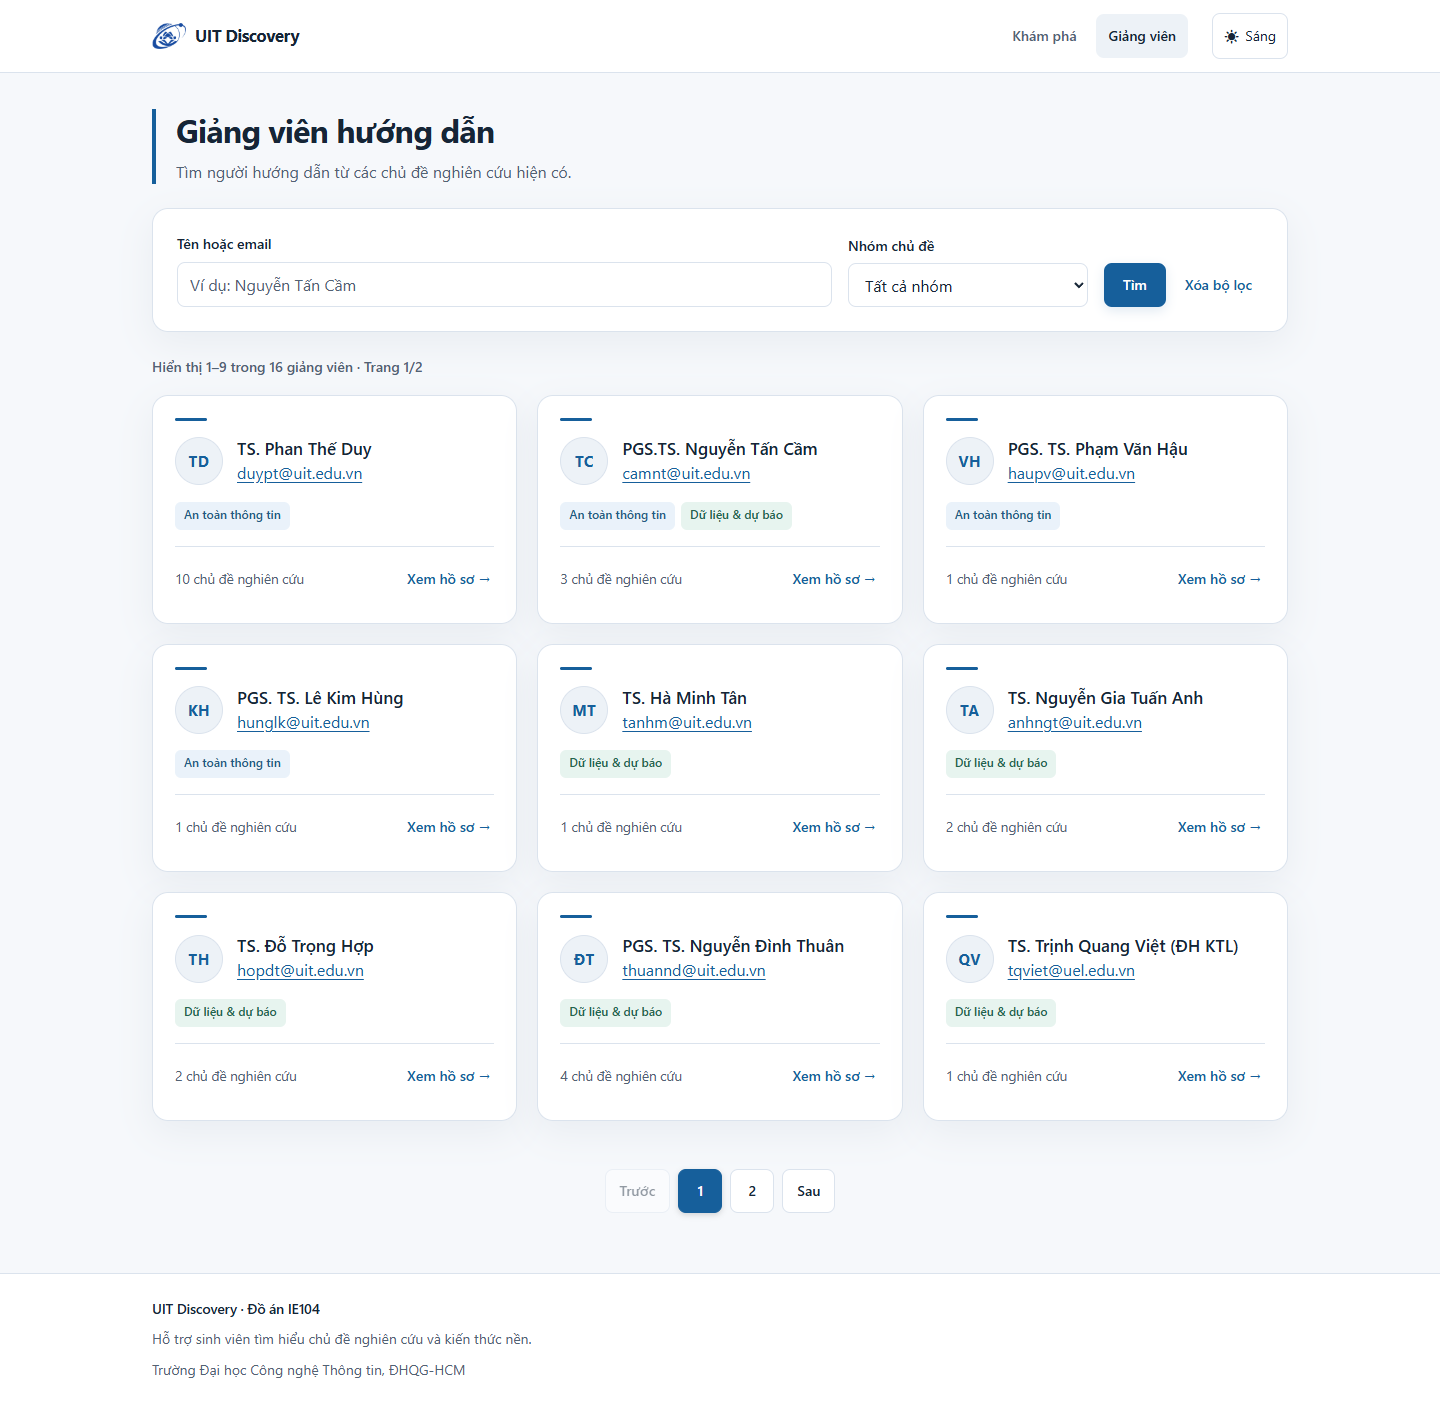 UIT Discovery
Khám phá
Giảng viên
Sáng
Giảng viên hướng dẫn
Tìm người hướng dẫn từ các chủ đề nghiên cứu hiện có.
Tên hoặc email
Nhóm chủ đề
Ví dụ: Nguyễn Tấn Cầm
Tất cả nhóm
Tìm
Xóa bộ lọc
Hiển thị 1–9 trong 16 giảng viên · Trang 1/2
TD
TS. Phan Thế Duy
duypt@uit.edu.vn
An toàn thông tin
10 chủ đề nghiên cứu
Xem hồ sơ →
TC
PGS.TS. Nguyễn Tấn Cầm
camnt@uit.edu.vn
An toàn thông tin
Dữ liệu & dự báo
3 chủ đề nghiên cứu
Xem hồ sơ →
VH
PGS. TS. Phạm Văn Hậu
haupv@uit.edu.vn
An toàn thông tin
1 chủ đề nghiên cứu
Xem hồ sơ →
KH
PGS. TS. Lê Kim Hùng
hunglk@uit.edu.vn
An toàn thông tin
1 chủ đề nghiên cứu
Xem hồ sơ →
MT
TS. Hà Minh Tân
tanhm@uit.edu.vn
Dữ liệu & dự báo
1 chủ đề nghiên cứu
Xem hồ sơ →
TA
TS. Nguyễn Gia Tuấn Anh
anhngt@uit.edu.vn
Dữ liệu & dự báo
2 chủ đề nghiên cứu
Xem hồ sơ →
TH
TS. Đỗ Trọng Hợp
hopdt@uit.edu.vn
Dữ liệu & dự báo
2 chủ đề nghiên cứu
Xem hồ sơ →
ĐT
PGS. TS. Nguyễn Đình Thuân
thuannd@uit.edu.vn
Dữ liệu & dự báo
4 chủ đề nghiên cứu
Xem hồ sơ →
QV
TS. Trịnh Quang Việt (ĐH KTL)
tqviet@uel.edu.vn
Dữ liệu & dự báo
1 chủ đề nghiên cứu
Xem hồ sơ →
Trước
1
2
Sau
UIT Discovery · Đồ án IE104
Hỗ trợ sinh viên tìm hiểu chủ đề nghiên cứu và kiến thức nền.
Trường Đại học Công nghệ Thông tin, ĐHQG-HCM